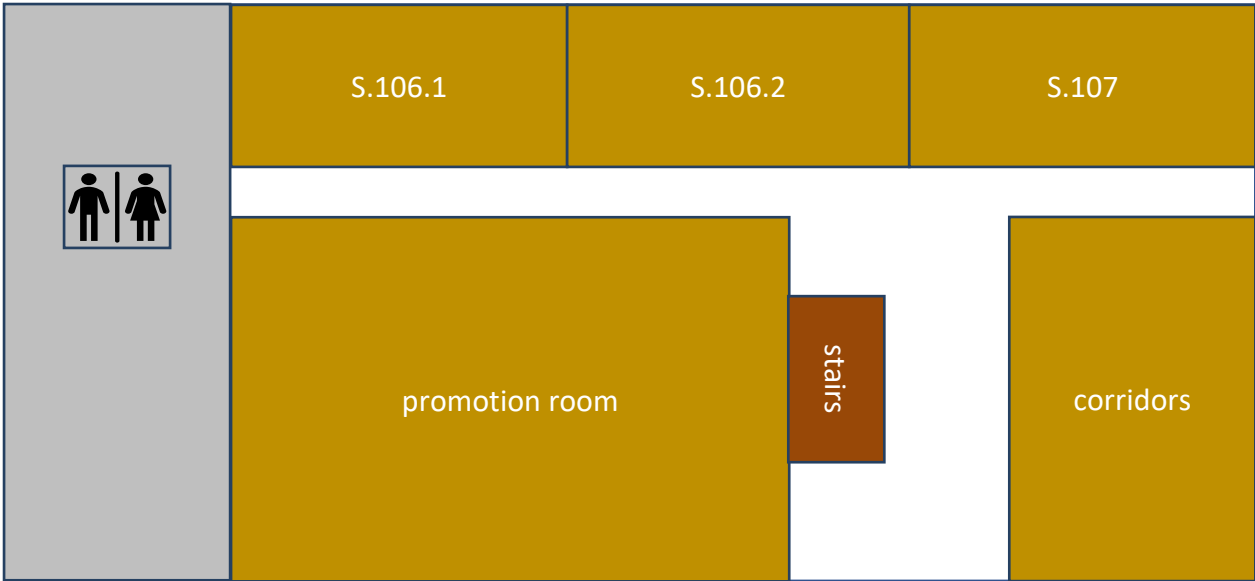 S.106.1
S.106.2
S.107
promotion room
stairs
corridors